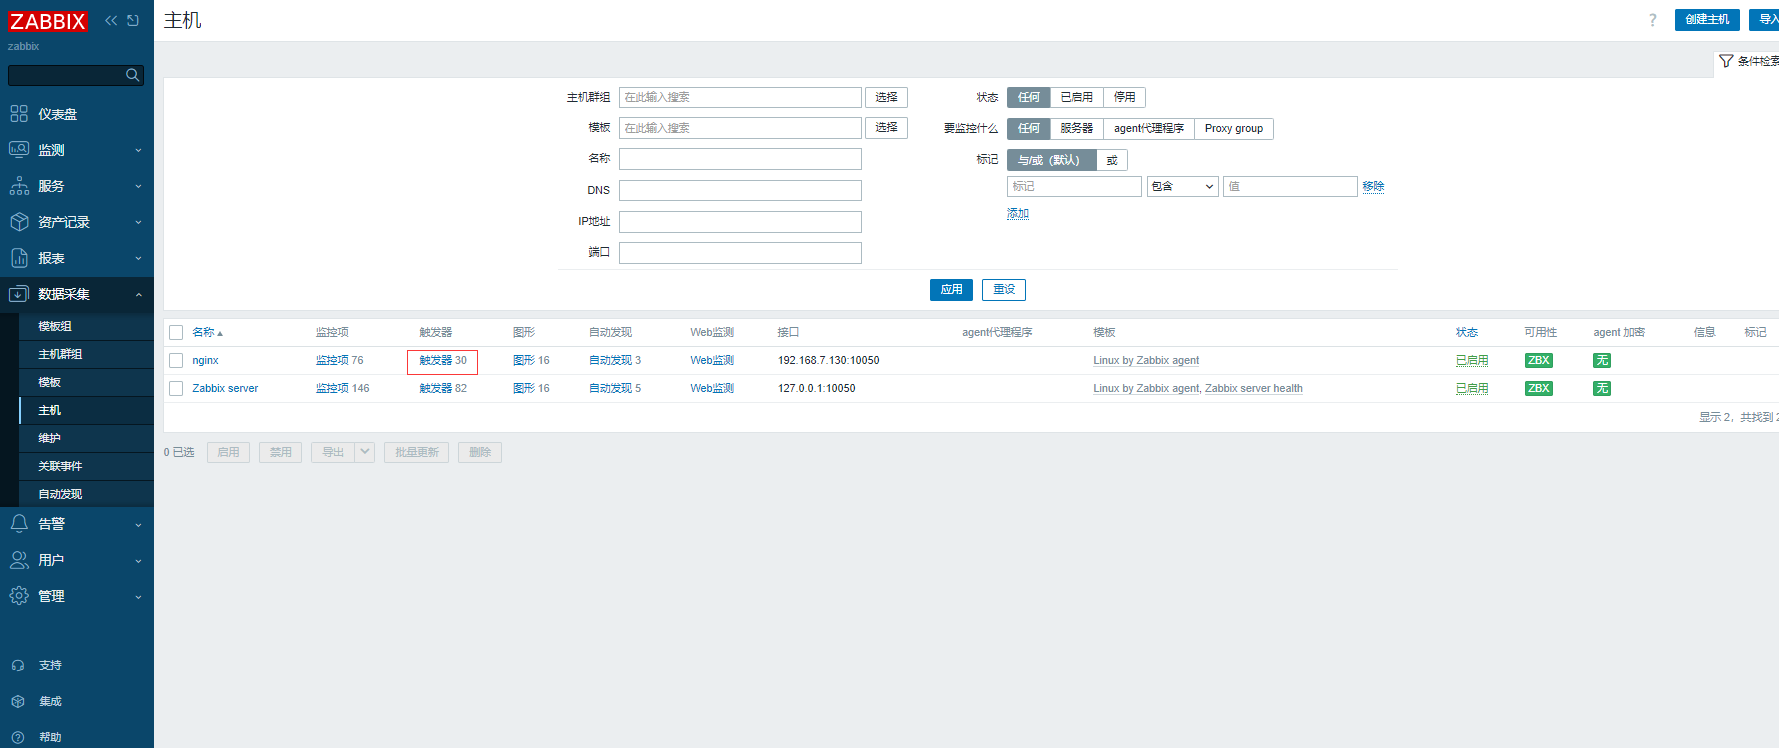 ZABBIX
zabbix
仪表盘
监测
服务
资产记录
报表
数据采集
模板组
主机群组
模板
主机
维护
关联事件
自动发现
告警
用户
管理
支持
集成
帮助
主机
? 创建主机 导入
条件检索
主机群组 在此输入搜索 选择 状态 任何 已启用 停用
模板 在此输入搜索 选择 要监控什么 任何 服务器 agent代理程序 Proxy group
名称 标记 与/或（默认） 或
标记 包含 值 移除
DNS
添加
IP地址
端口
应用 重设
名称 监控项 触发器 图形 自动发现 Web监测 接口 agent代理程序 模板 状态 可用性 agent 加密 信息 标记
nginx 监控项 76 触发器 30 图形 16 自动发现 3 Web监测 192.168.7.130:10050 Linux by Zabbix agent 已启用 ZBX 无
Zabbix server 监控项 146 触发器 82 图形 16 自动发现 5 Web监测 127.0.0.1:10050 Linux by Zabbix agent, Zabbix server health 已启用 ZBX 无
显示 2，共找到 2
0 已选 启用 禁用 导出 批量更新 删除